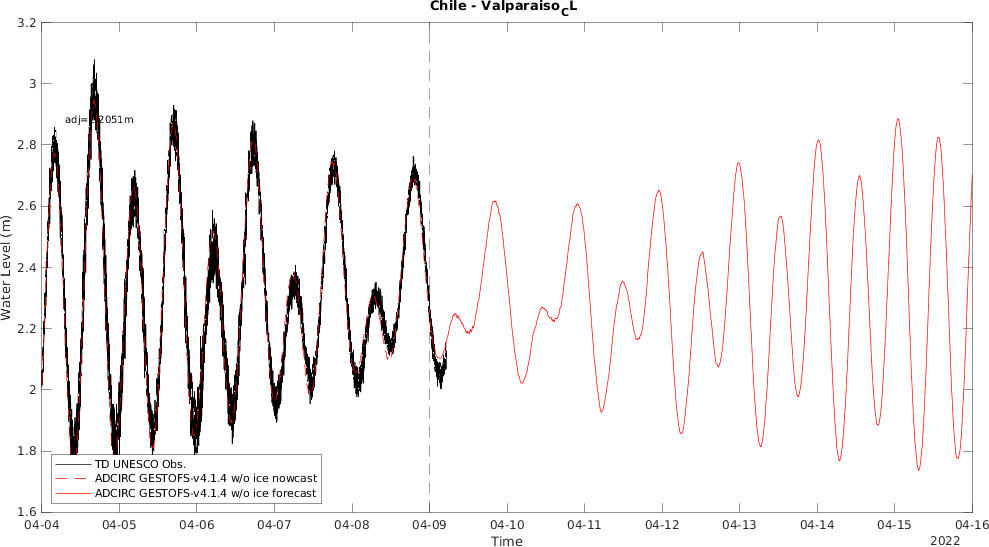 Chile - Valparaiso_CL
3.2
3
2.8
2.6
2.4
2.2
2
1.8
1.6
Water Level (m)
TD UNESCO Obs.
ADCIRC GESTOFS-v4.1.4 w/o ice nowcast
ADCIRC GESTOFS-v4.1.4 w/o ice forecast
04-04 04-05 04-06 04-07 04-08 04-09 04-10 04-11 04-12 04-13 04-14 04-15 04-16
Time
2022